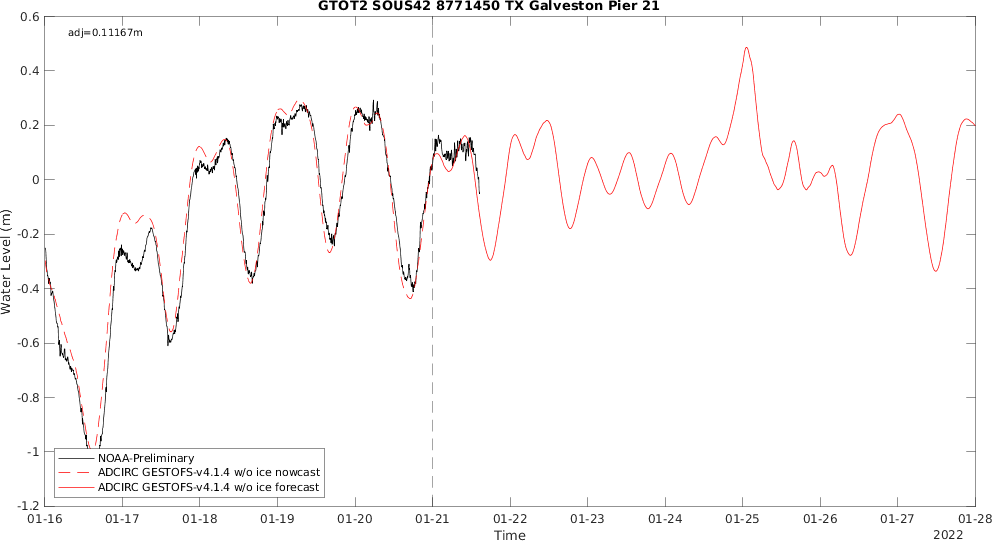 GTOT2 SOUS42 8771450 TX Galveston Pier 21
adj=0.11167m
0.6
0.4
0.2
0
-0.2
-0.4
-0.6
-0.8
-1
-1.2
Water Level (m)
NOAA-Preliminary
ADCIRC GESTOFS-v4.1.4 w/o ice nowcast
ADCIRC GESTOFS-v4.1.4 w/o ice forecast
01-16 01-17 01-18 01-19 01-20 01-21 01-22 01-23 01-24 01-25 01-26 01-27 01-28
Time
2022